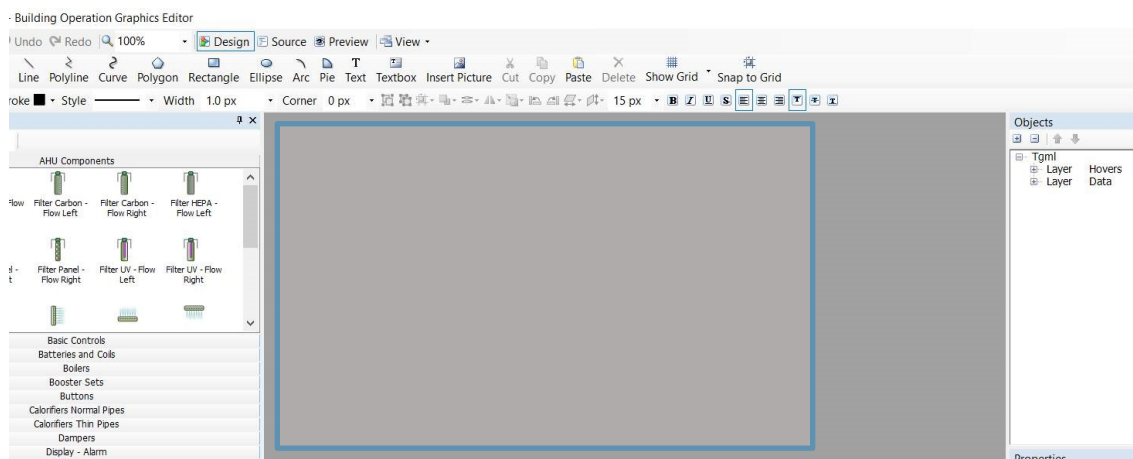 - Building Operation Graphics Editor
Undo Redo 100% Design Source Preview View
Line Polyline Curve Polygon Rectangle Ellipse Arc Pie Text Textbox Insert Picture Cut Copy Paste Delete Show Grid Snap to Grid
roke Style Width 1.0 px Corner 0 px 15 px B I U S T T T
Objects
AHU Components
Tgml
Layer Hovers
Layer Data
Flow Filter Carbon - Flow Left
Filter Carbon - Flow Right
Filter HEPA - Flow Left
Filter Panel - Flow Right
Filter UV - Flow Left
Filter UV - Flow Right
Basic Controls
Batteries and Coils
Boilers
Booster Sets
Buttons
Calorifiers Normal Pipes
Calorifiers Thin Pipes
Dampers
Display - Alarm
Properties